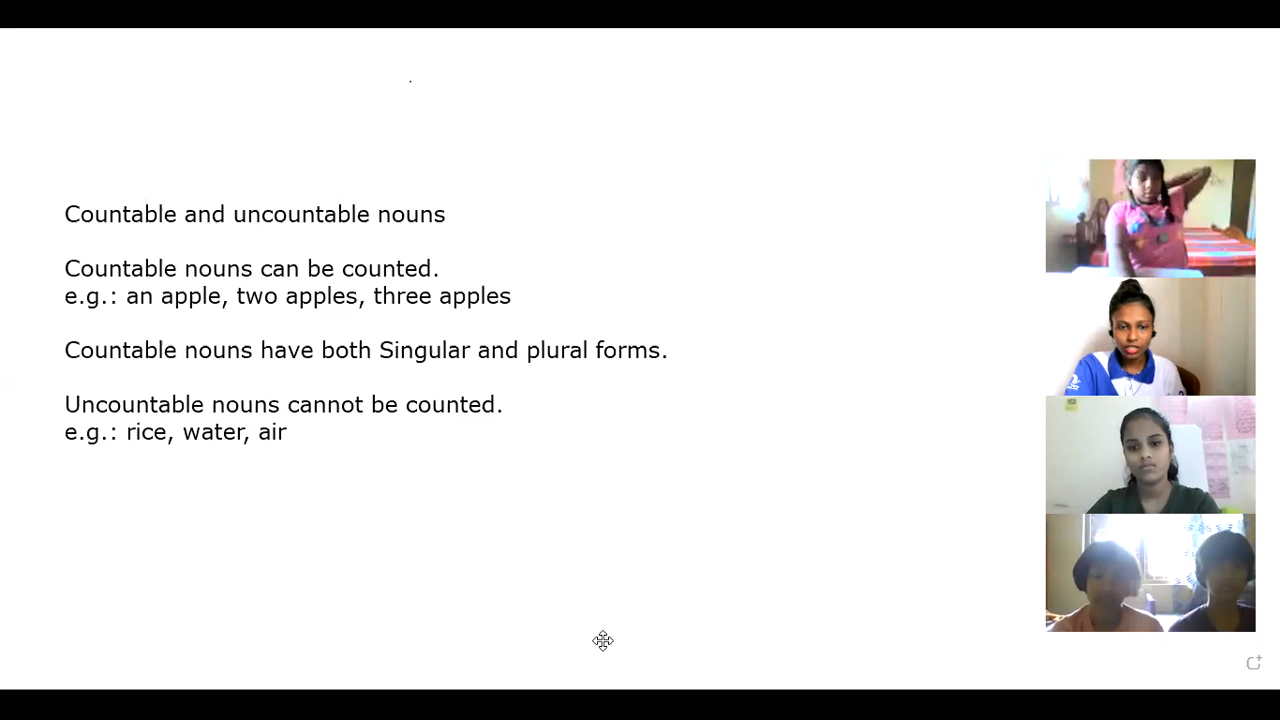 Countable and uncountable nouns
Countable nouns can be counted.
e.g.: an apple, two apples, three apples
Countable nouns have both Singular and plural forms.
Uncountable nouns cannot be counted.
e.g.: rice, water, air